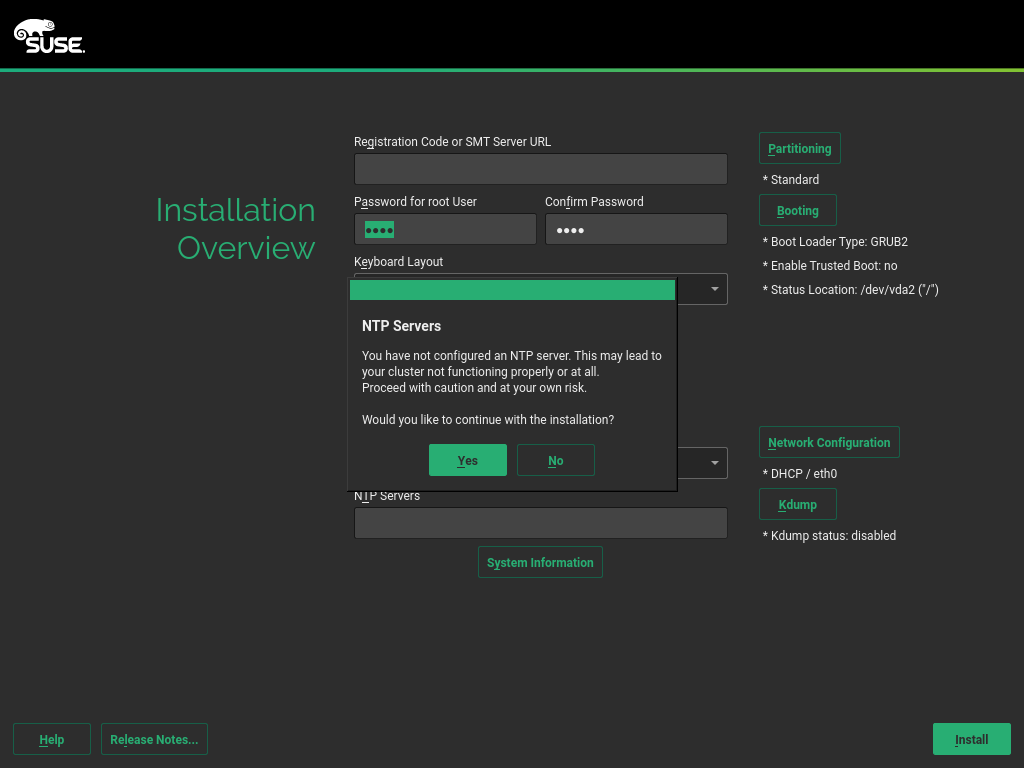 SUSE.
Installation
Overview
Registration Code or SMT Server URL
Password for root User
Confirm Password
Keyboard Layout
NTP Servers
You have not configured an NTP server. This may lead to
your cluster not functioning properly or at all.
Proceed with caution and at your own risk.
Would you like to continue with the installation?
Yes
No
NTP Servers
System Information
Partitioning
* Standard
Booting
* Boot Loader Type: GRUB2
* Enable Trusted Boot: no
* Status Location: /dev/vda2 ("/")
Network Configuration
* DHCP / eth0
Kdump
* Kdump status: disabled
Help
Release Notes...
Install